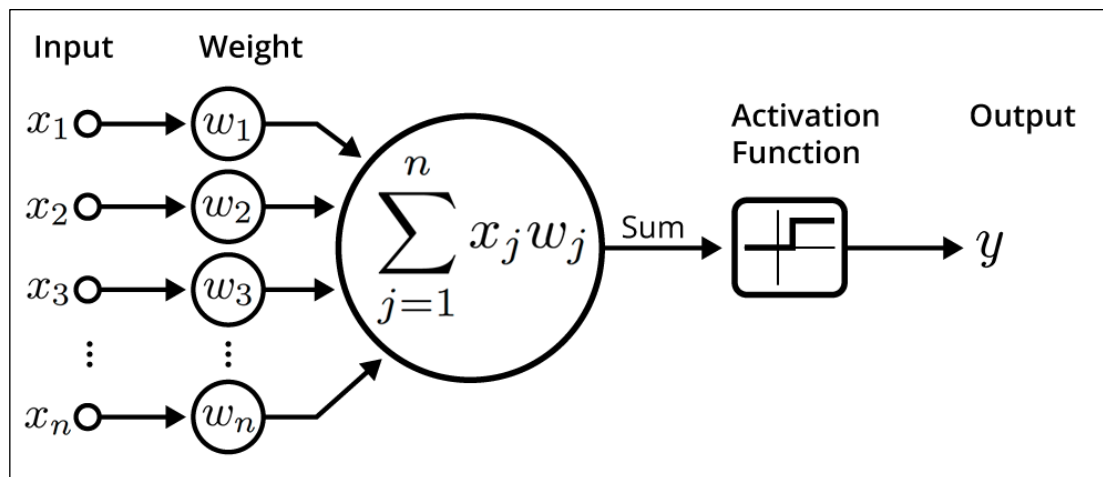 Input
Weight
Activation
Function
Output
x₁
w₁
x₂
w₂
x₃
w₃
⋮
⋮
xₙ
wₙ
n
∑ xⱼwⱼ
j=1
Sum
y